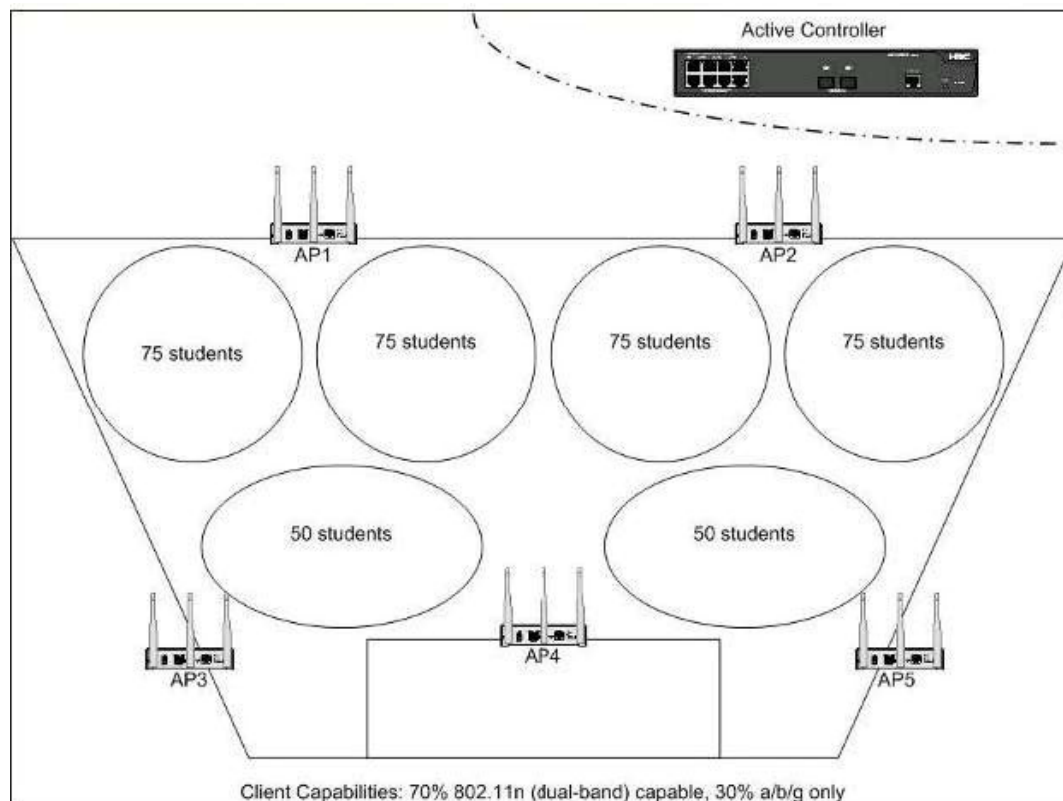 Active Controller
H3C
AP1
AP2
75 students
75 students
75 students
75 students
50 students
50 students
AP3
AP4
AP5
Client Capabilities: 70% 802.11n (dual-band) capable, 30% a/b/g only